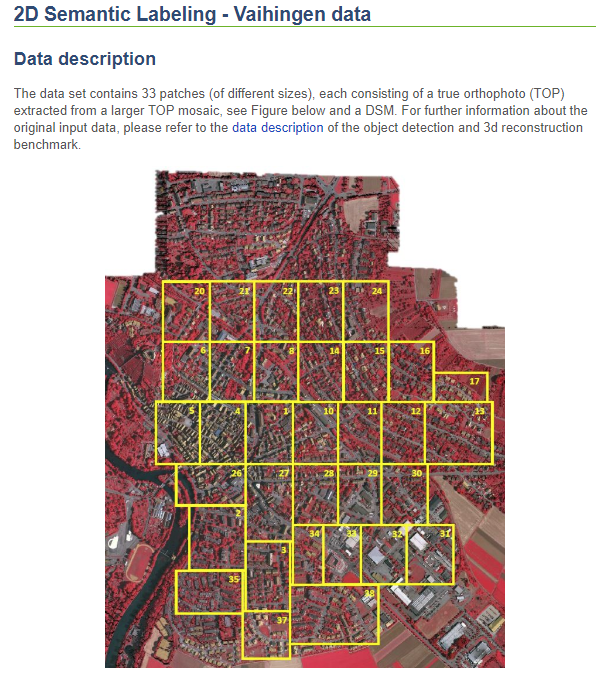 2D Semantic Labeling - Vaihingen data
Data description
The data set contains 33 patches (of different sizes), each consisting of a true orthophoto (TOP)
extracted from a larger TOP mosaic, see Figure below and a DSM. For further information about the
original input data, please refer to the data description of the object detection and 3d reconstruction
benchmark.
20 21 22 23 24
6 7 8 14 15 16
17
5 4 1 10 11 12 13
26 27 28 29 30
2
34 33 32 31
3
35
38
37